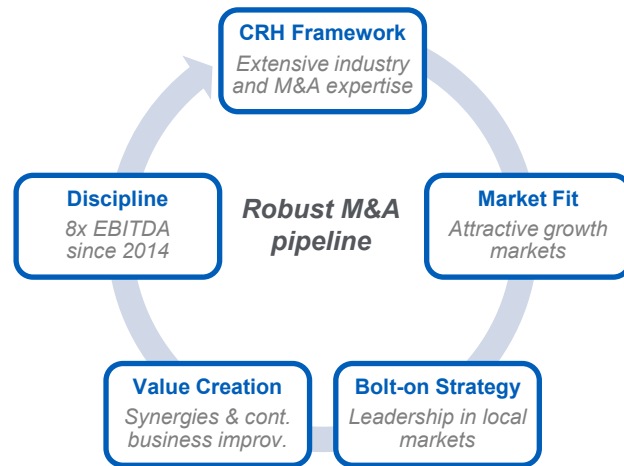 CRH Framework
Extensive industry
and M&A expertise
Market Fit
Attractive growth
markets
Bolt-on Strategy
Leadership in local
markets
Value Creation
Synergies & cont.
business improv.
Discipline
8x EBITDA
since 2014
Robust M&A
pipeline